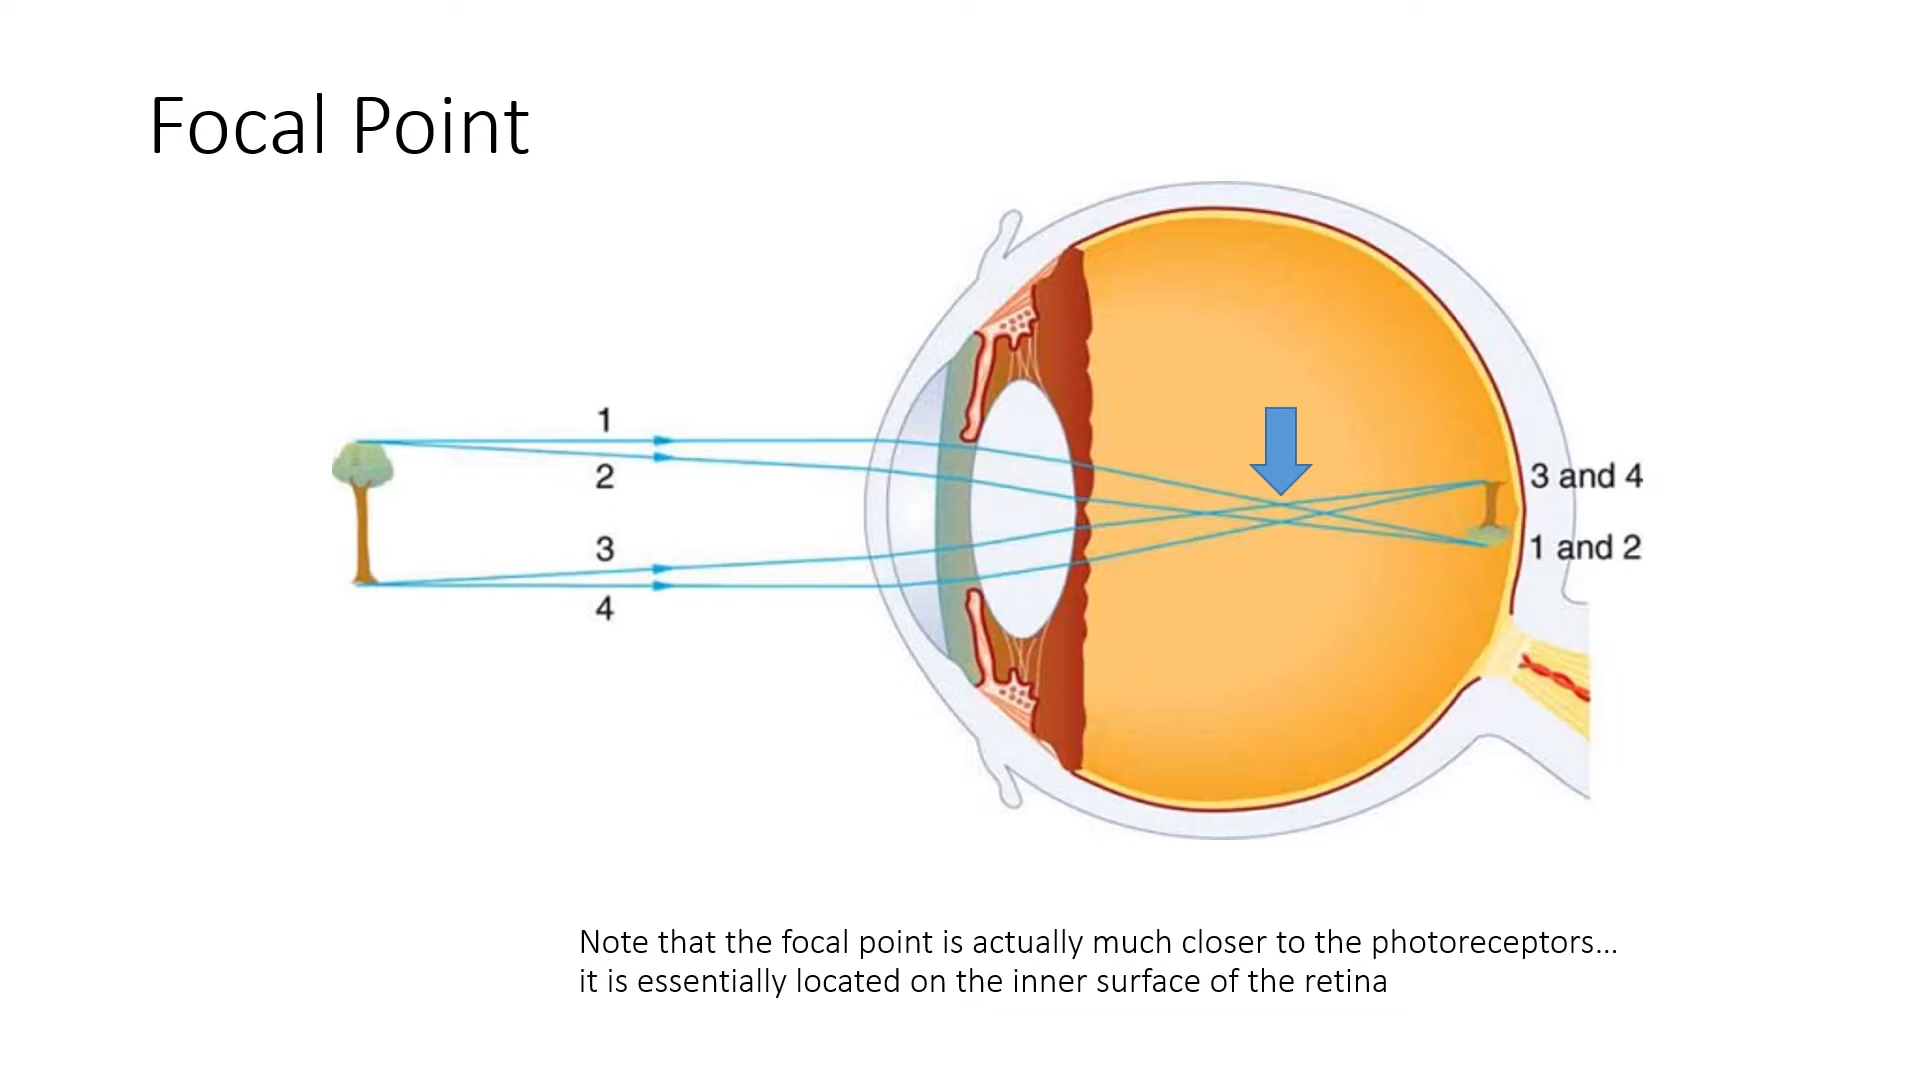 Focal Point
1
2
3 and 4
3
1 and 2
4
Note that the focal point is actually much closer to the photoreceptors...
it is essentially located on the inner surface of the retina